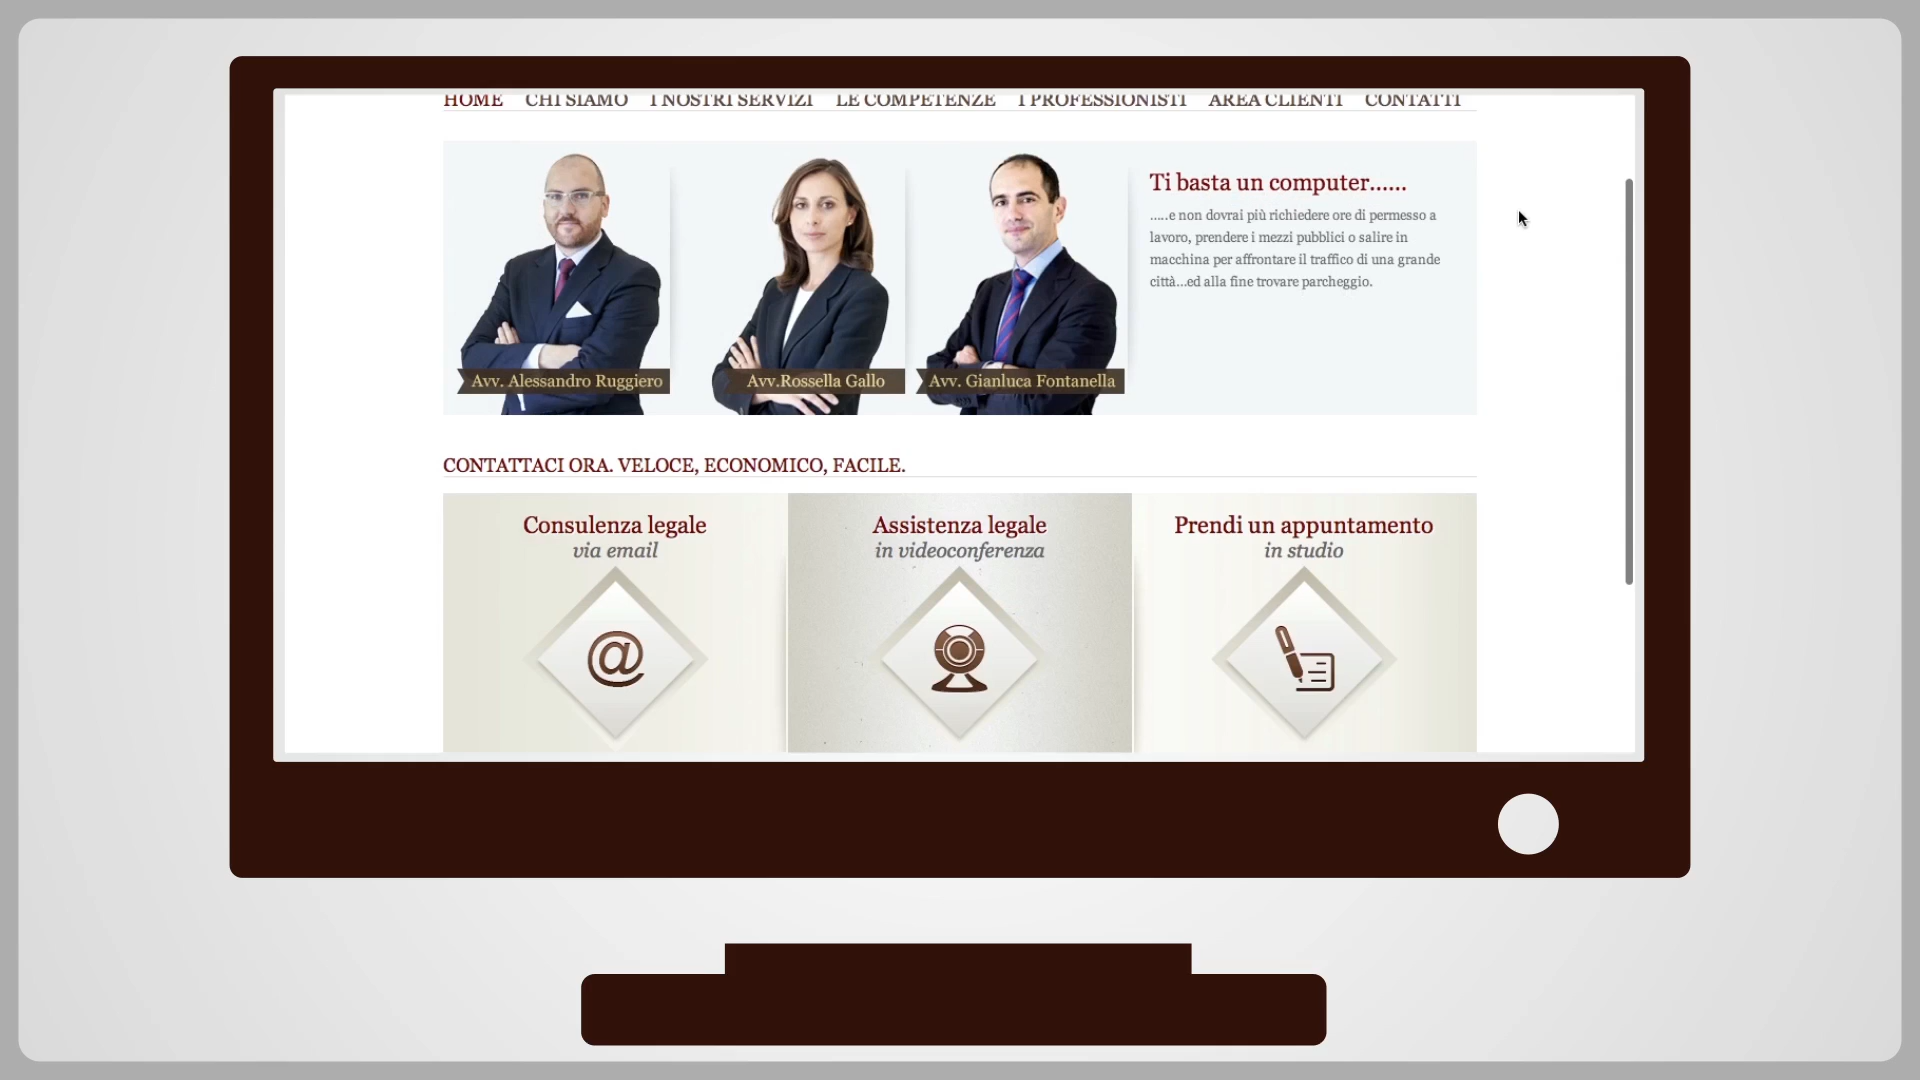 HOME CHI SIAMO I NOSTRI SERVIZI LE COMPETENZE I PROFESSIONISTI AREA CLIENTI CONTATTI
Ti basta un computer......
.....e non dovrai più richiedere ore di permesso a
lavoro, prendere i mezzi pubblici o salire in
macchina per affrontare il traffico di una grande
città...ed alla fine trovare parcheggio.
Avv. Alessandro Ruggiero
Avv.Rossella Gallo
Avv. Gianluca Fontanella
CONTATTACI ORA. VELOCE, ECONOMICO, FACILE.
Consulenza legale
via email
Assistenza legale
in videoconferenza
Prendi un appuntamento
in studio
@